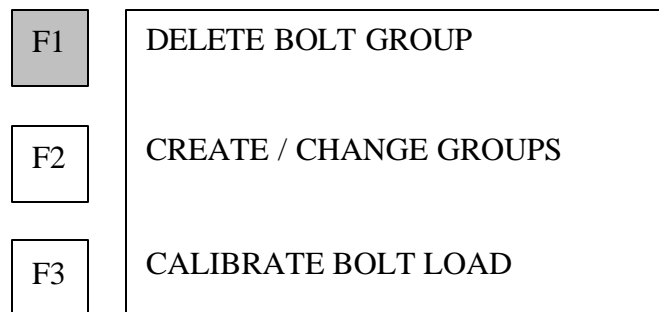 F1 DELETE BOLT GROUP
F2 CREATE / CHANGE GROUPS
F3 CALIBRATE BOLT LOAD